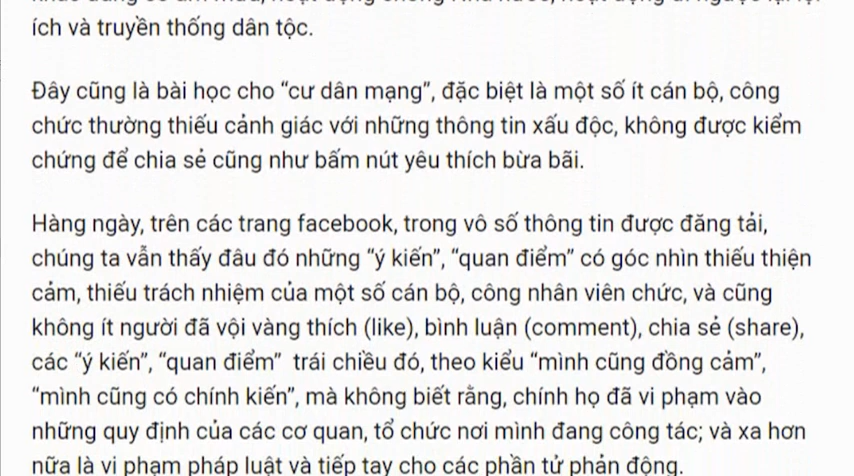 ích và truyền thống dân tộc.
Đây cũng là bài học cho “cư dân mạng”, đặc biệt là một số ít cán bộ, công
chức thường thiếu cảnh giác với những thông tin xấu độc, không được kiểm
chứng để chia sẻ cũng như bấm nút yêu thích bừa bãi.
Hàng ngày, trên các trang facebook, trong vô số thông tin được đăng tải,
chúng ta vẫn thấy đâu đó những “ý kiến”, “quan điểm” có góc nhìn thiếu thiện
cảm, thiếu trách nhiệm của một số cán bộ, công nhân viên chức, và cũng
không ít người đã vội vàng thích (like), bình luận (comment), chia sẻ (share),
các “ý kiến”, “quan điểm” trái chiều đó, theo kiểu “mình cũng đồng cảm”,
“mình cũng có chính kiến”, mà không biết rằng, chính họ đã vi phạm vào
những quy định của các cơ quan, tổ chức nơi mình đang công tác; và xa hơn
nữa là vi phạm pháp luật và tiếp tay cho các phần tử phản động.